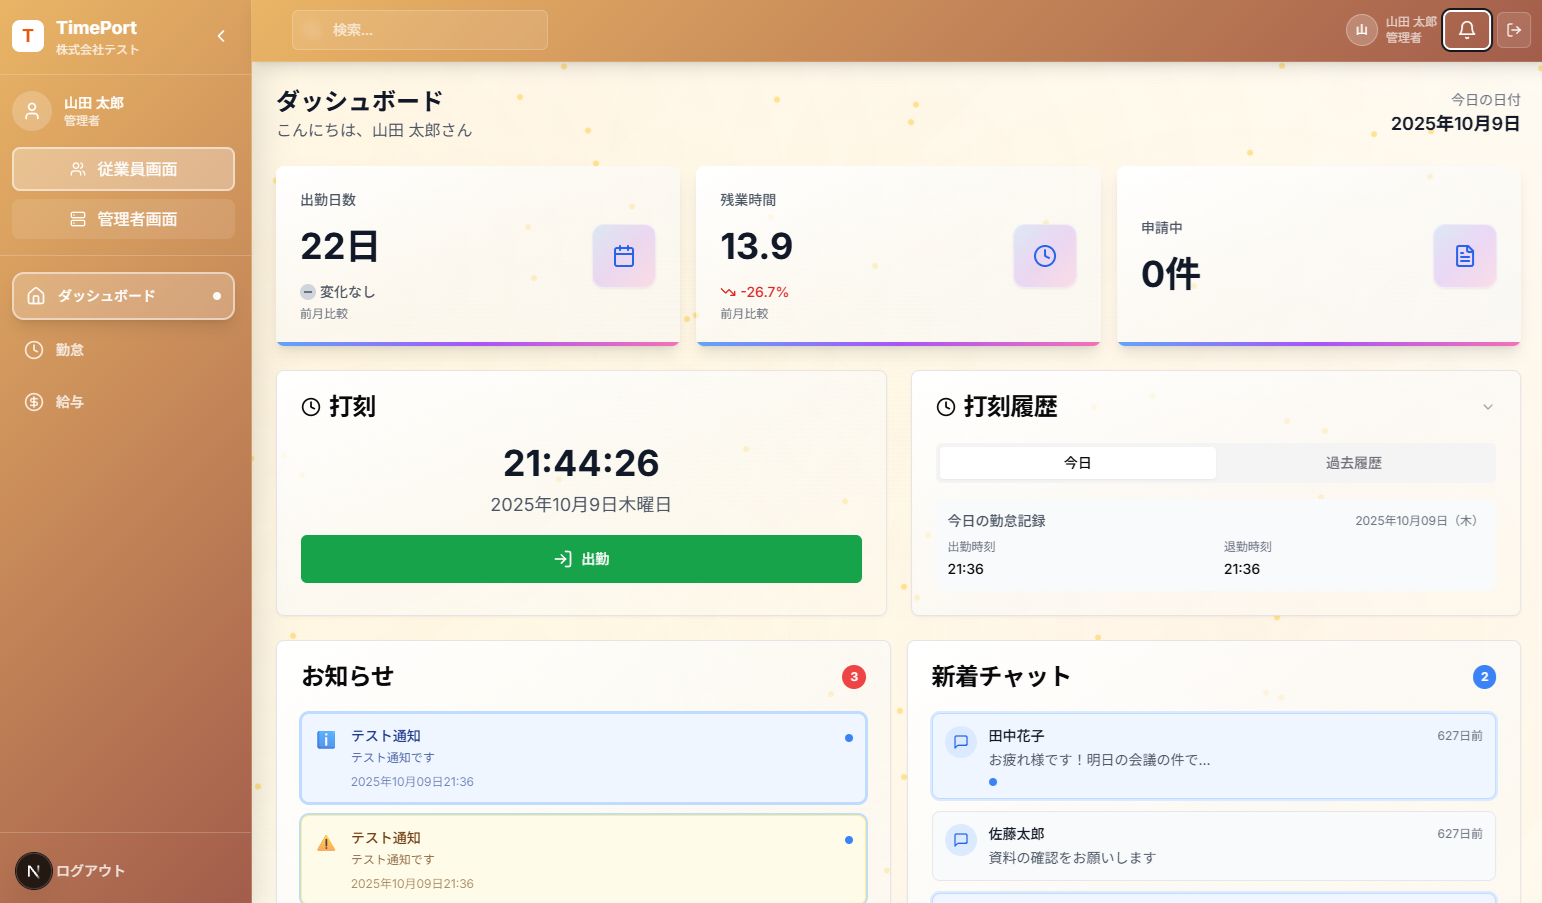 T
TimePort
株式会社テスト
山田 太郎
管理者
従業員画面
管理者画面
ダッシュボード
勤怠
給与
N
ログアウト
検索...
山
山田 太郎
管理者
ダッシュボード
こんにちは、山田 太郎さん
今日の日付
2025年10月9日
出勤日数
22日
変化なし
前月比較
残業時間
13.9
-26.7%
前月比較
申請中
0件
打刻
21:44:26
2025年10月9日木曜日
出勤
打刻履歴
今日
過去履歴
今日の勤怠記録
2025年10月09日（木）
出勤時刻
退勤時刻
21:36
21:36
お知らせ
3
テスト通知
テスト通知です
2025年10月09日21:36
テスト通知
テスト通知です
2025年10月09日21:36
新着チャット
2
田中花子
627日前
お疲れ様です！明日の会議の件で...
佐藤太郎
627日前
資料の確認をお願いします